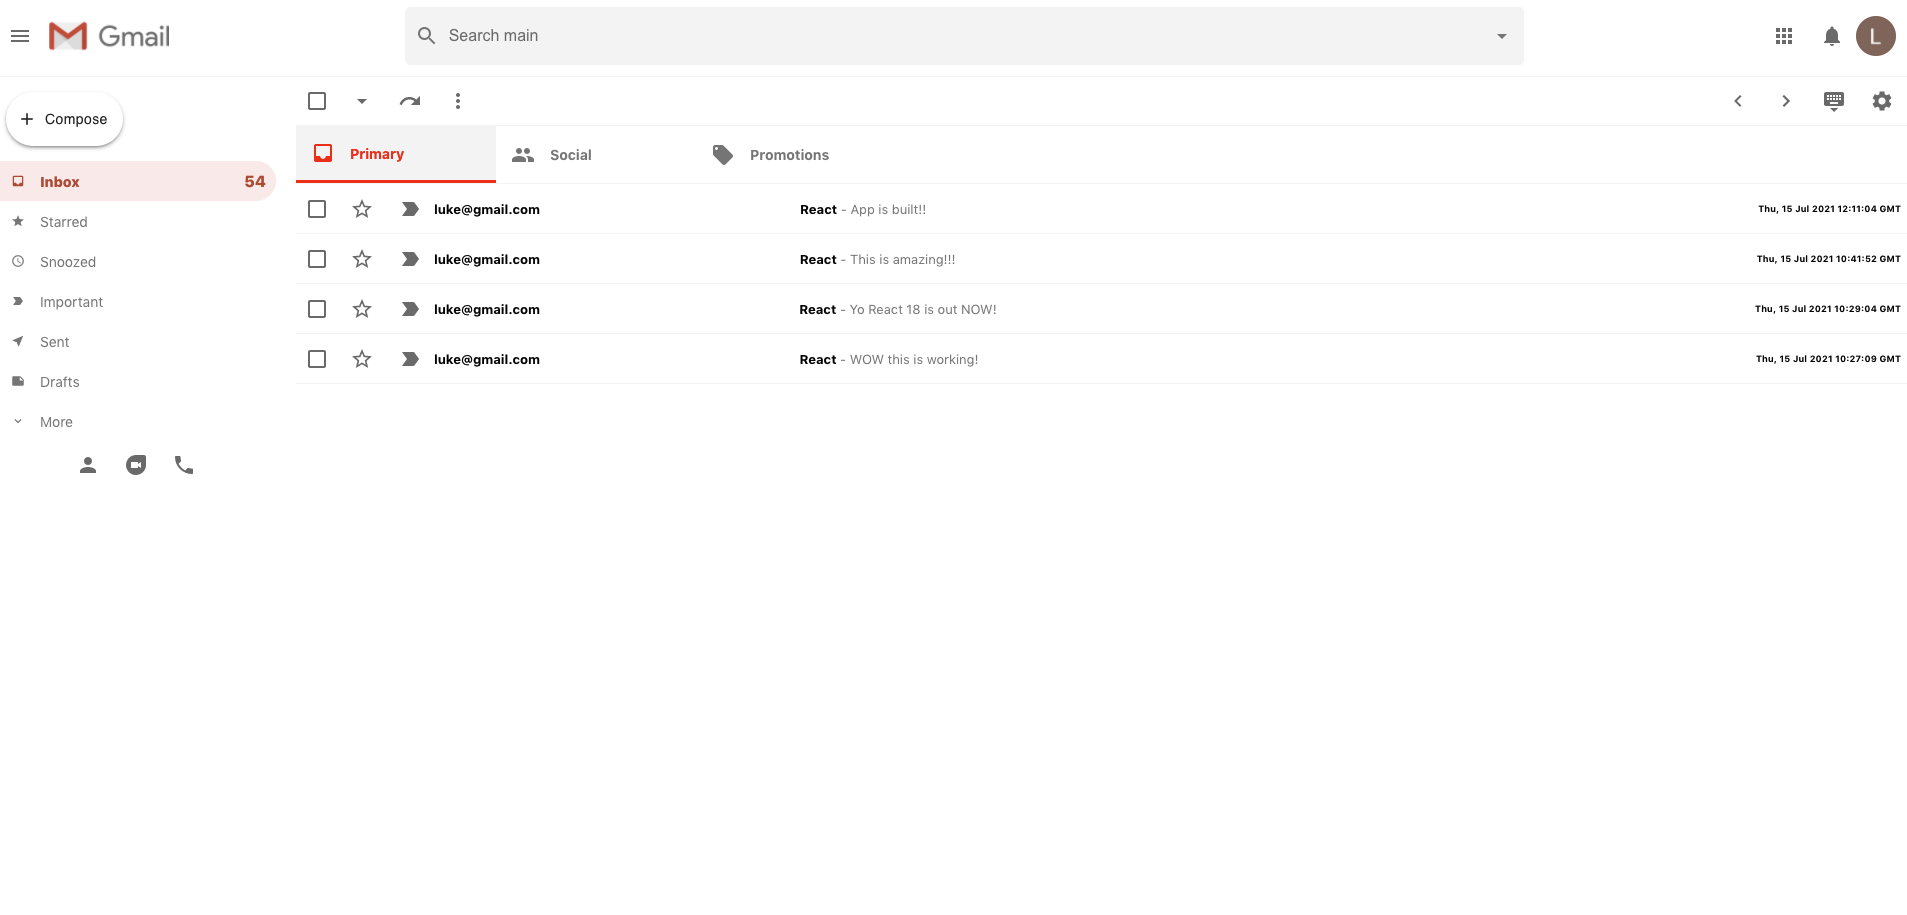 Gmail
Search main
L
Compose
Inbox 54
Starred
Snoozed
Important
Sent
Drafts
More
Primary Social Promotions
luke@gmail.com React - App is built!! Thu, 15 Jul 2021 12:11:04 GMT
luke@gmail.com React - This is amazing!!! Thu, 15 Jul 2021 10:41:52 GMT
luke@gmail.com React - Yo React 18 is out NOW! Thu, 15 Jul 2021 10:29:04 GMT
luke@gmail.com React - WOW this is working! Thu, 15 Jul 2021 10:27:09 GMT